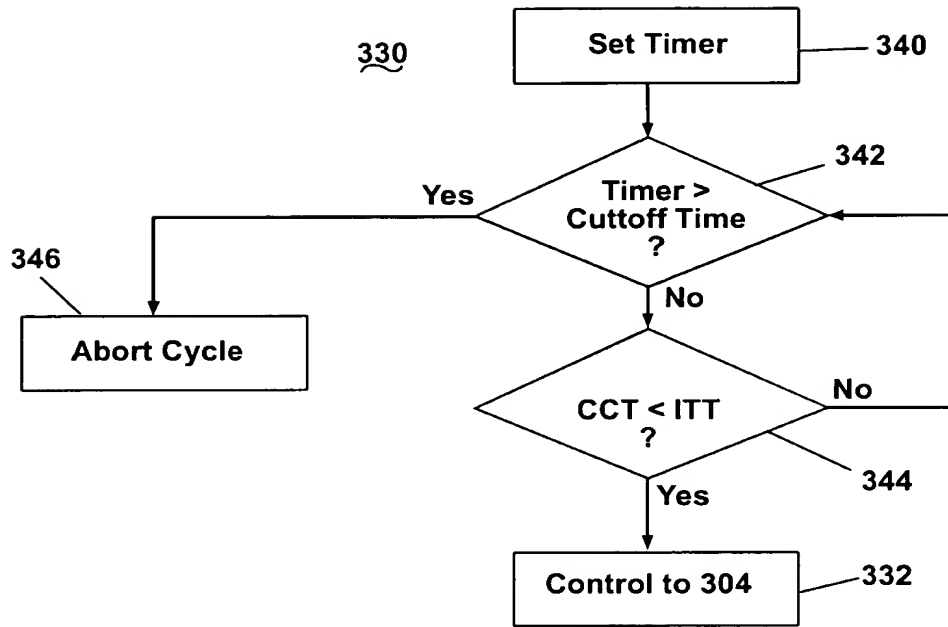 Set Timer
340
330
342
Timer >
Cuttoff Time
?
Yes
No
346
Abort Cycle
CCT < ITT
?
No
344
Yes
Control to 304
332